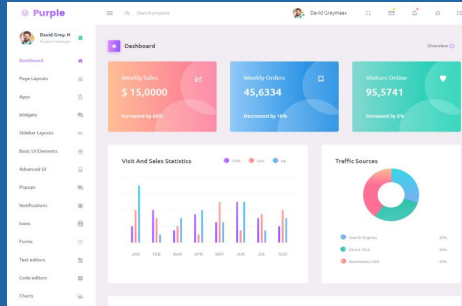 Purple
Search projects
David Greymaax
David Grey. H
Project Manager
Dashboard
Page Layouts
Apps
Widgets
Sidebar Layouts
Basic UI Elements
Advanced UI
Popups
Notifications
Icons
Forms
Text editors
Code editors
Charts
Dashboard
Overview
Weekly Sales
$ 15,0000
Increased by 60%
Weekly Orders
45,6334
Decreased by 10%
Visitors Online
95,5741
Increased by 5%
Visit And Sales Statistics
CHN USA UK
JAN FEB MAR APR MAY JUN JUL AUG
Traffic Sources
Search Engines 30%
Direct Click 30%
Bookmarks Click 40%